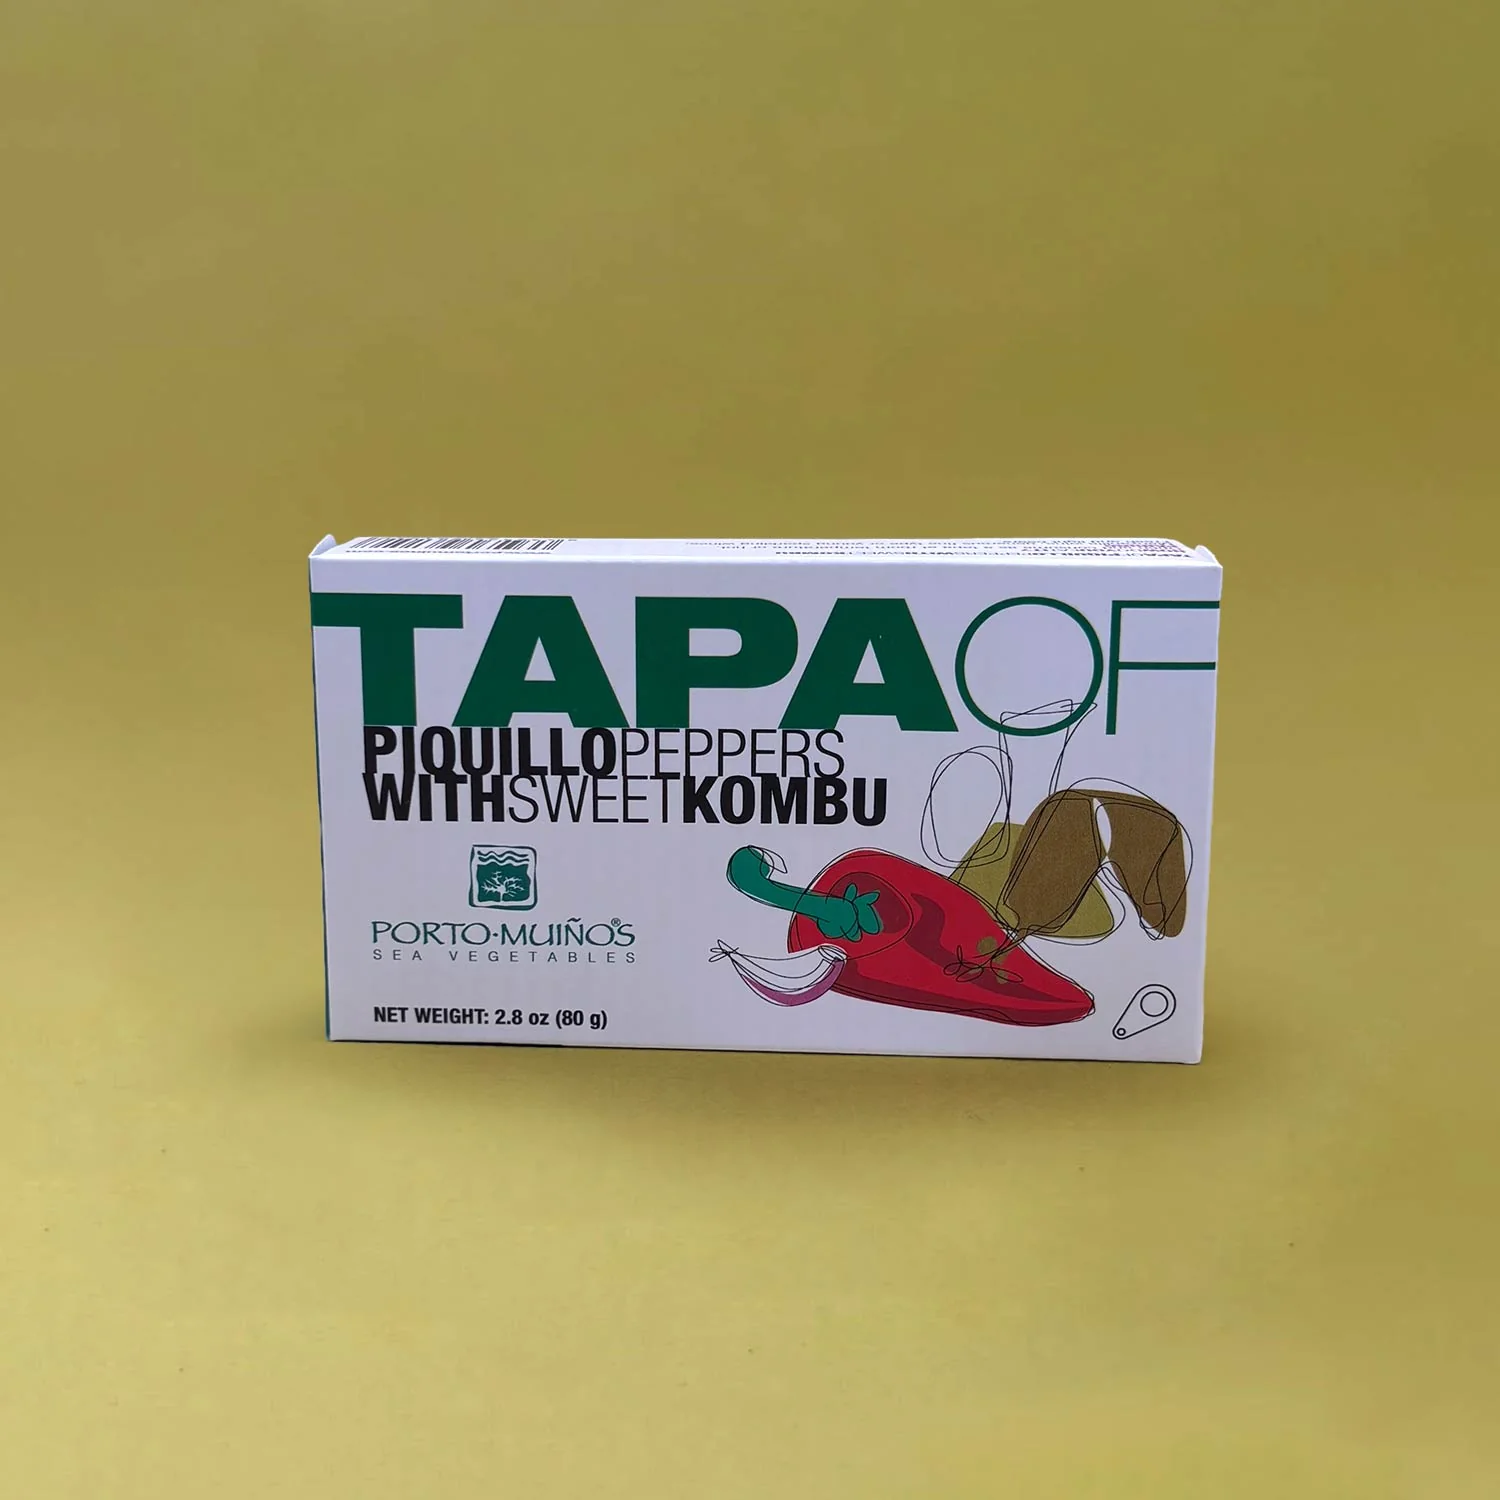 TAPAOF
PIQUILLOPEPPERS
WITHSWEETKOMBU
PORTO·MUIÑOS®
SEA VEGETABLES
NET WEIGHT: 2.8 oz (80 g)